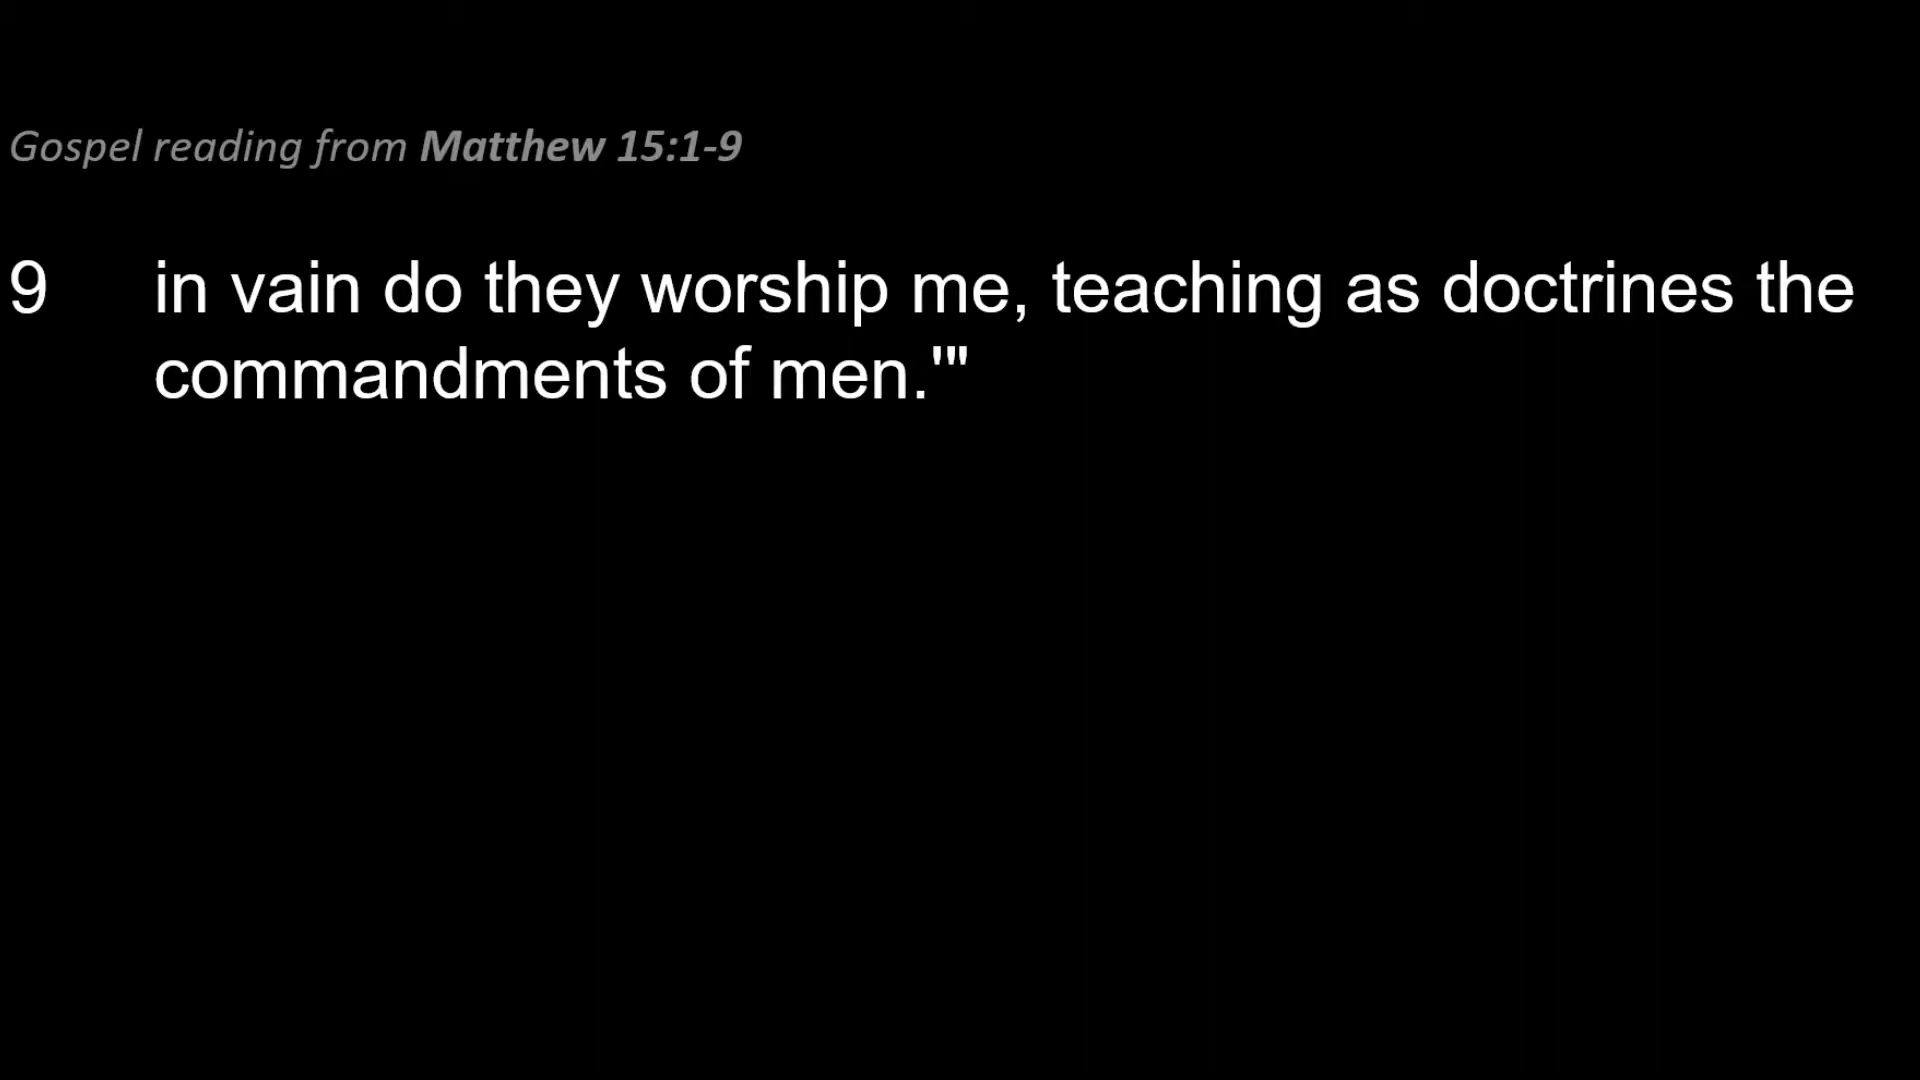 Gospel reading from Matthew 15:1-9
9 in vain do they worship me, teaching as doctrines the
commandments of men.'"